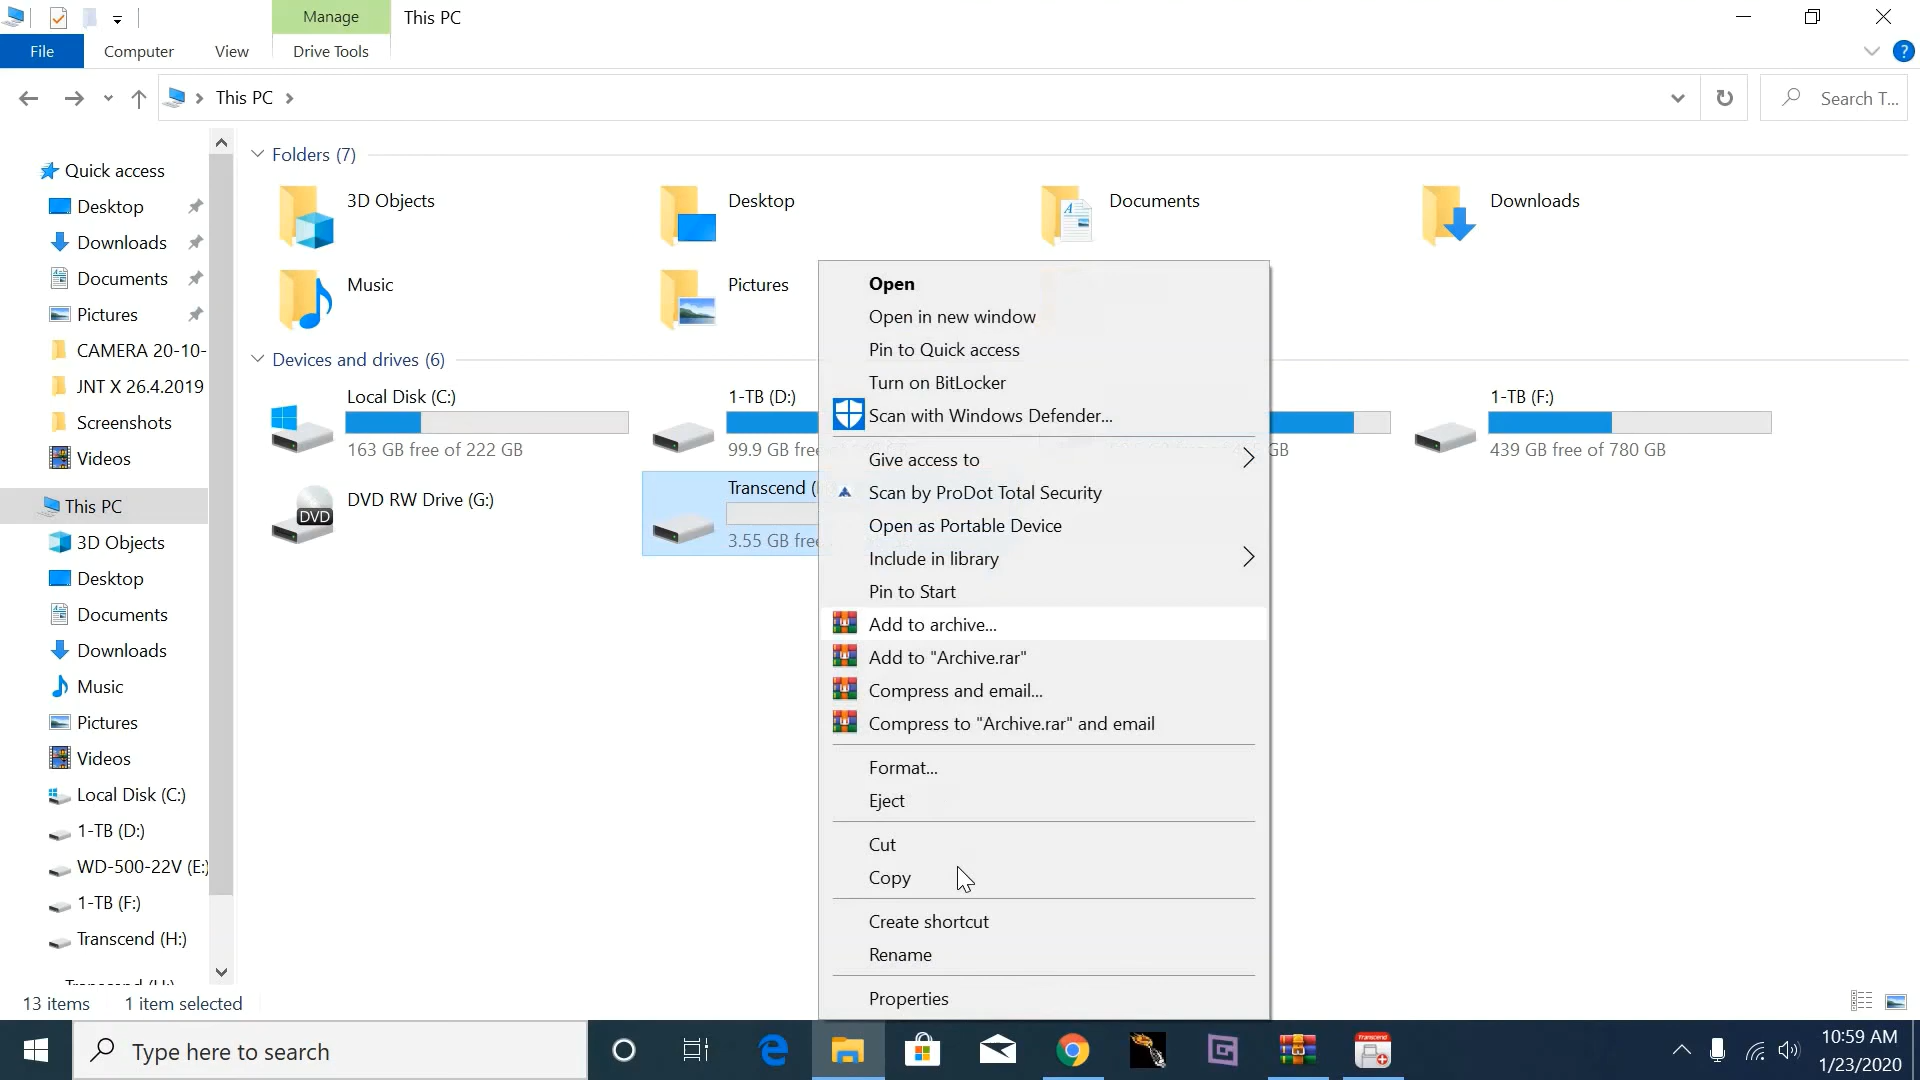 Manage
This PC
File
Computer
View
Drive Tools
This PC
Search T...
Quick access
Desktop
Downloads
Documents
Pictures
CAMERA 20-10-
JNT X 26.4.2019
Screenshots
Videos
This PC
3D Objects
Desktop
Documents
Downloads
Music
Pictures
Videos
Local Disk (C:)
1-TB (D:)
WD-500-22V (E:)
1-TB (F:)
Transcend (H:)
Folders (7)
3D Objects
Desktop
Documents
Downloads
Music
Pictures
Devices and drives (6)
Local Disk (C:)
163 GB free of 222 GB
1-TB (D:)
99.9 GB fre
GB
1-TB (F:)
439 GB free of 780 GB
DVD
DVD RW Drive (G:)
Transcend (
3.55 GB fre
Open
Open in new window
Pin to Quick access
Turn on BitLocker
Scan with Windows Defender...
Give access to
Scan by ProDot Total Security
Open as Portable Device
Include in library
Pin to Start
Add to archive...
Add to "Archive.rar"
Compress and email...
Compress to "Archive.rar" and email
Format...
Eject
Cut
Copy
Create shortcut
Rename
Properties
13 items
1 item selected
Type here to search
10:59 AM
1/23/2020